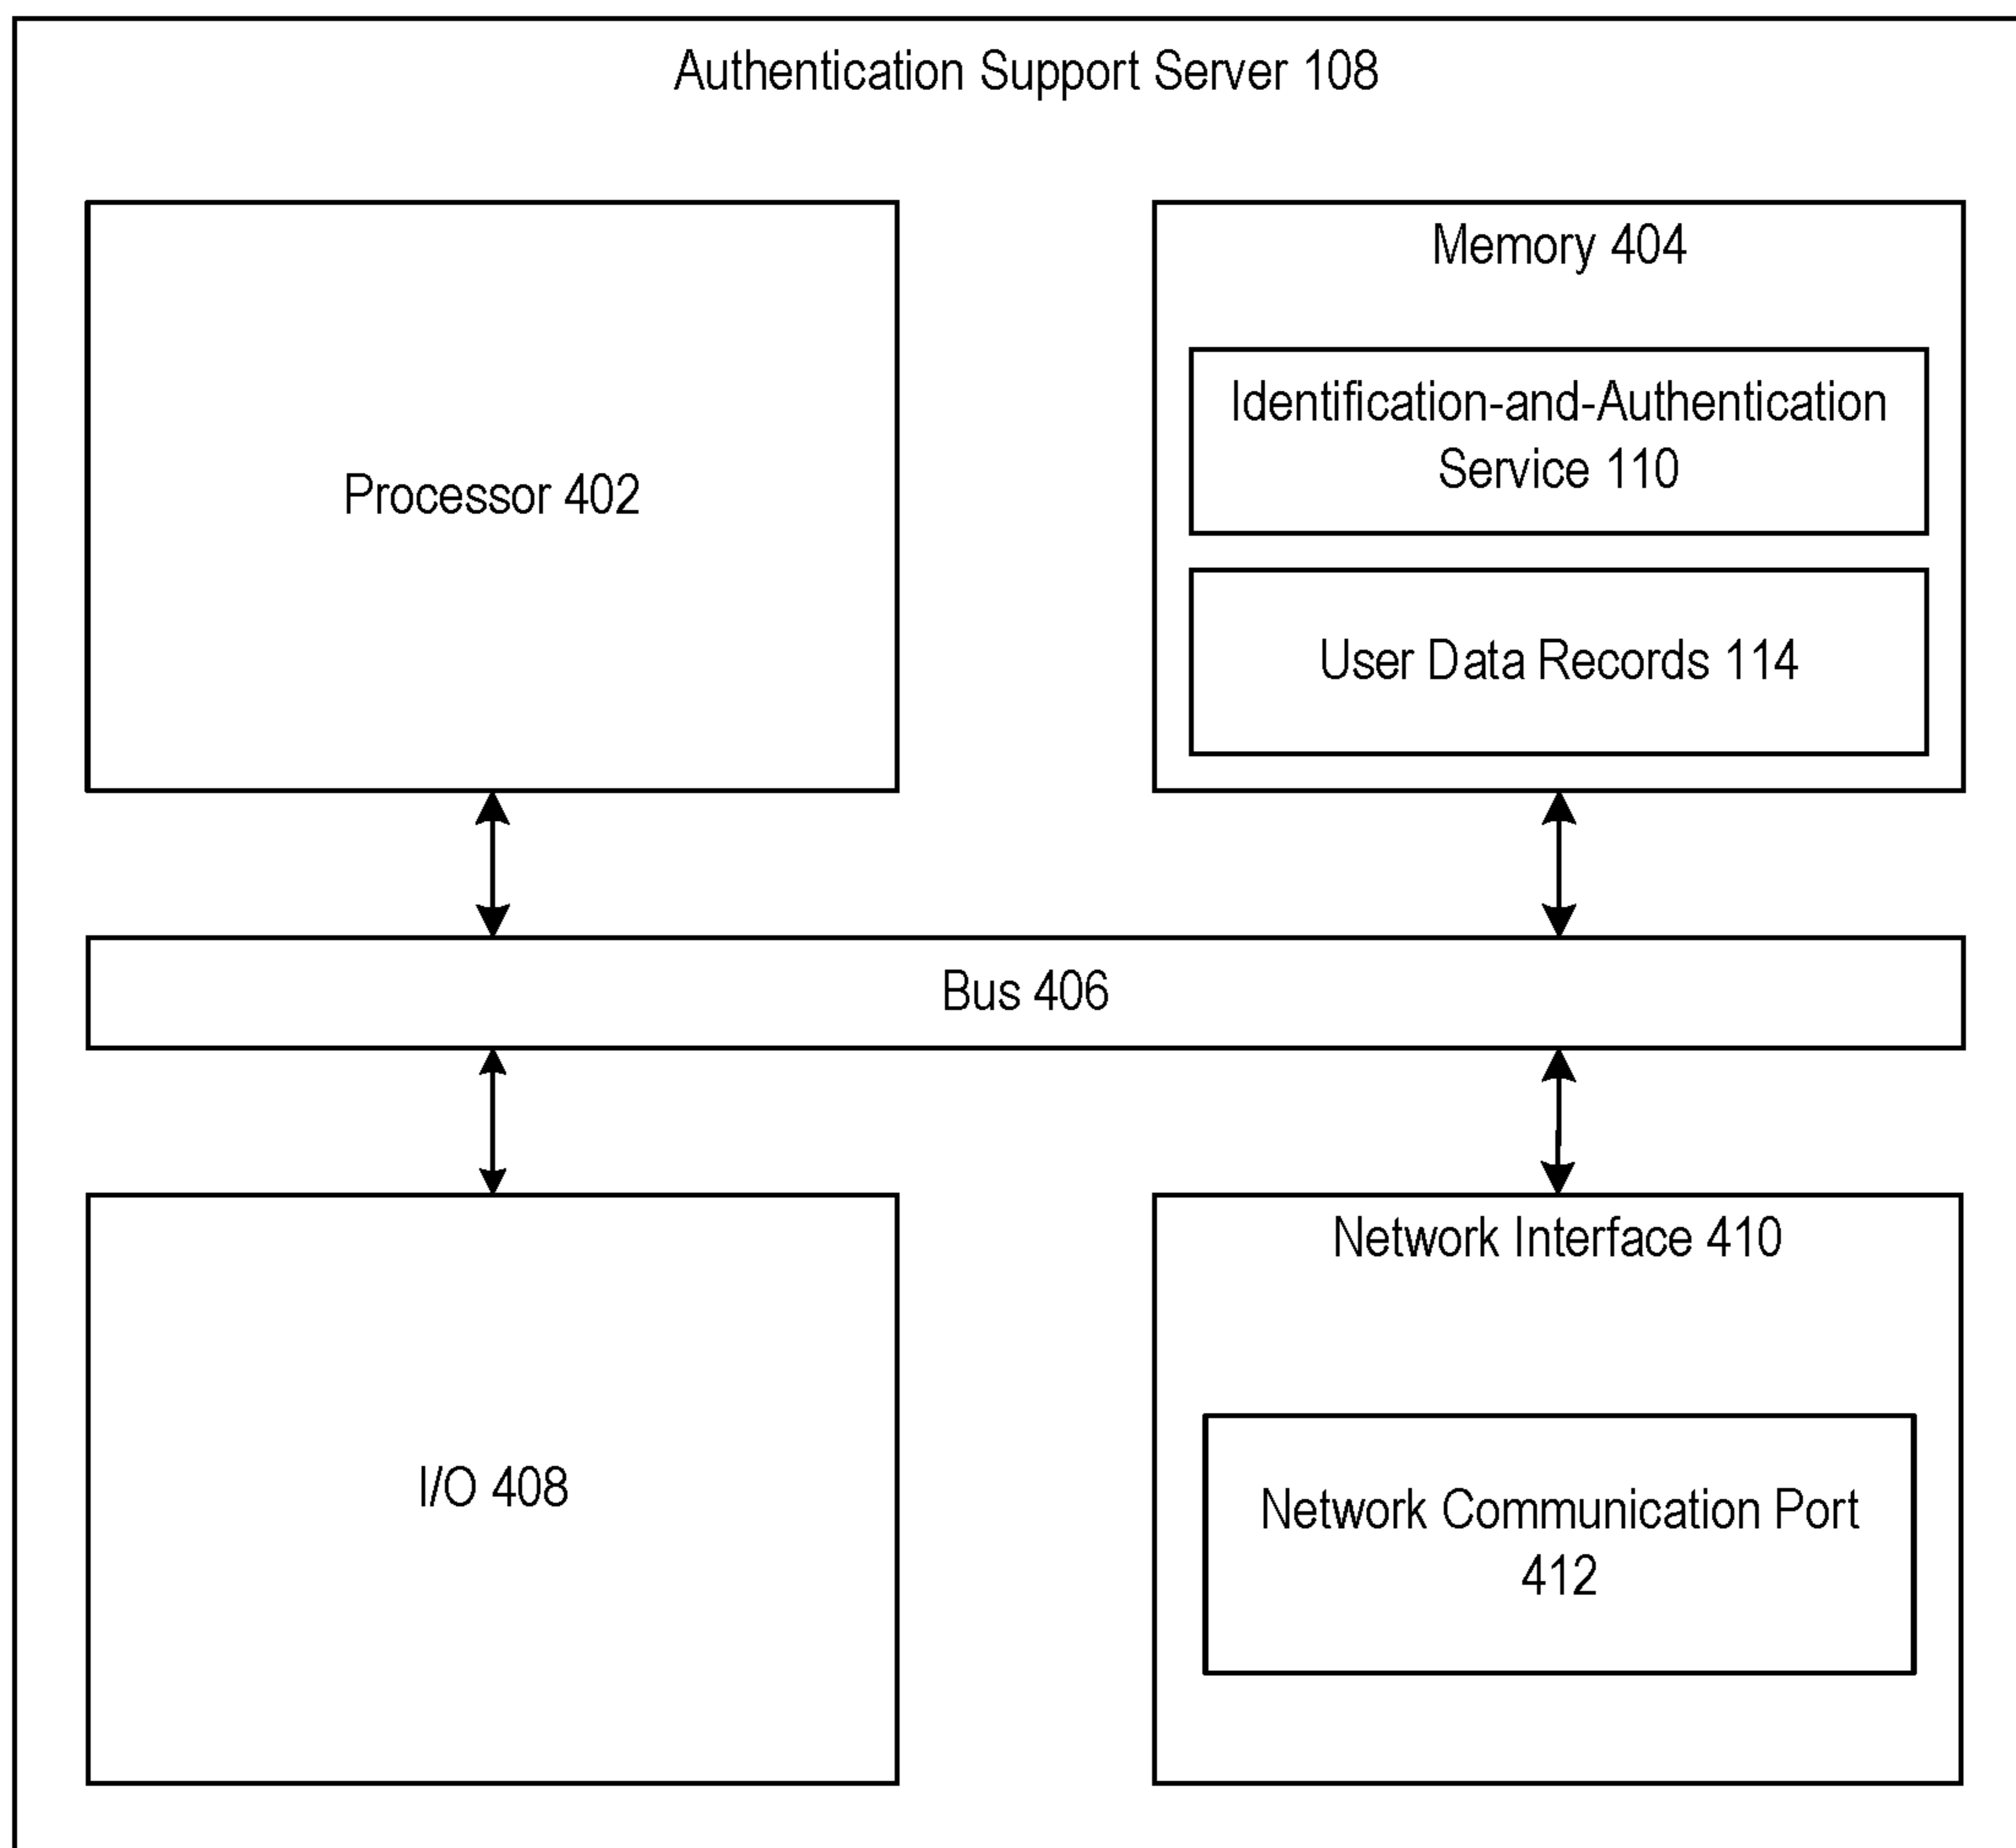 Authentication Support Server 108
Processor 402
Memory 404
Identification-and-Authentication
Service 110
User Data Records 114
Bus 406
I/O 408
Network Interface 410
Network Communication Port
412